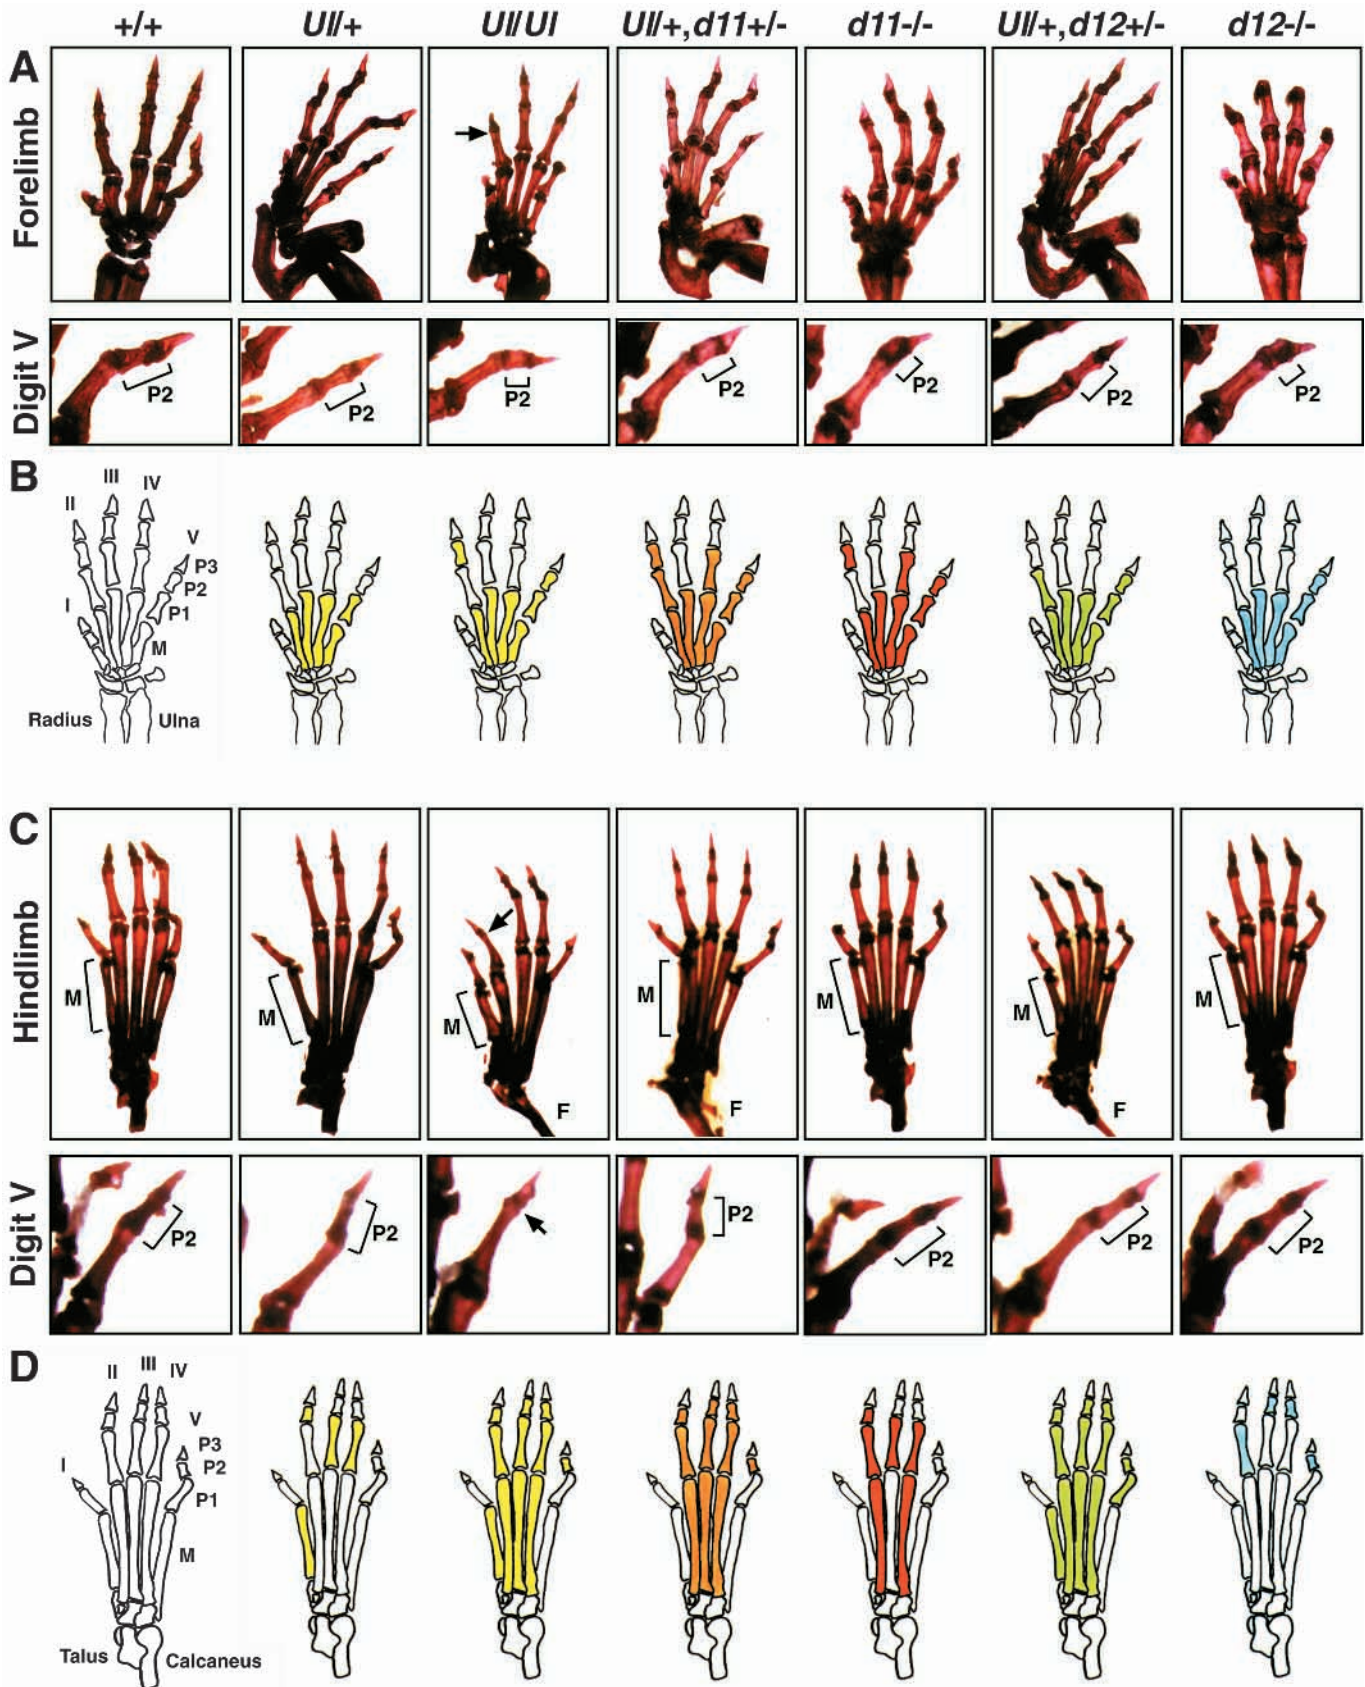 +/+ Ul/+ Ul/Ul Ul/+,d11+/- d11-/- Ul/+,d12+/- d12-/-
A
Forelimb
Digit V
P2 P2 P2 P2 P2 P2 P2
B
III
II IV
V
P3
P2
I P1
M
Radius Ulna
C
Hindlimb
M M M M M M M
F F F
Digit V
P2 P2 P2 P2 P2 P2
D
II III IV
V
P3
I P2
P1
M
Talus Calcaneus